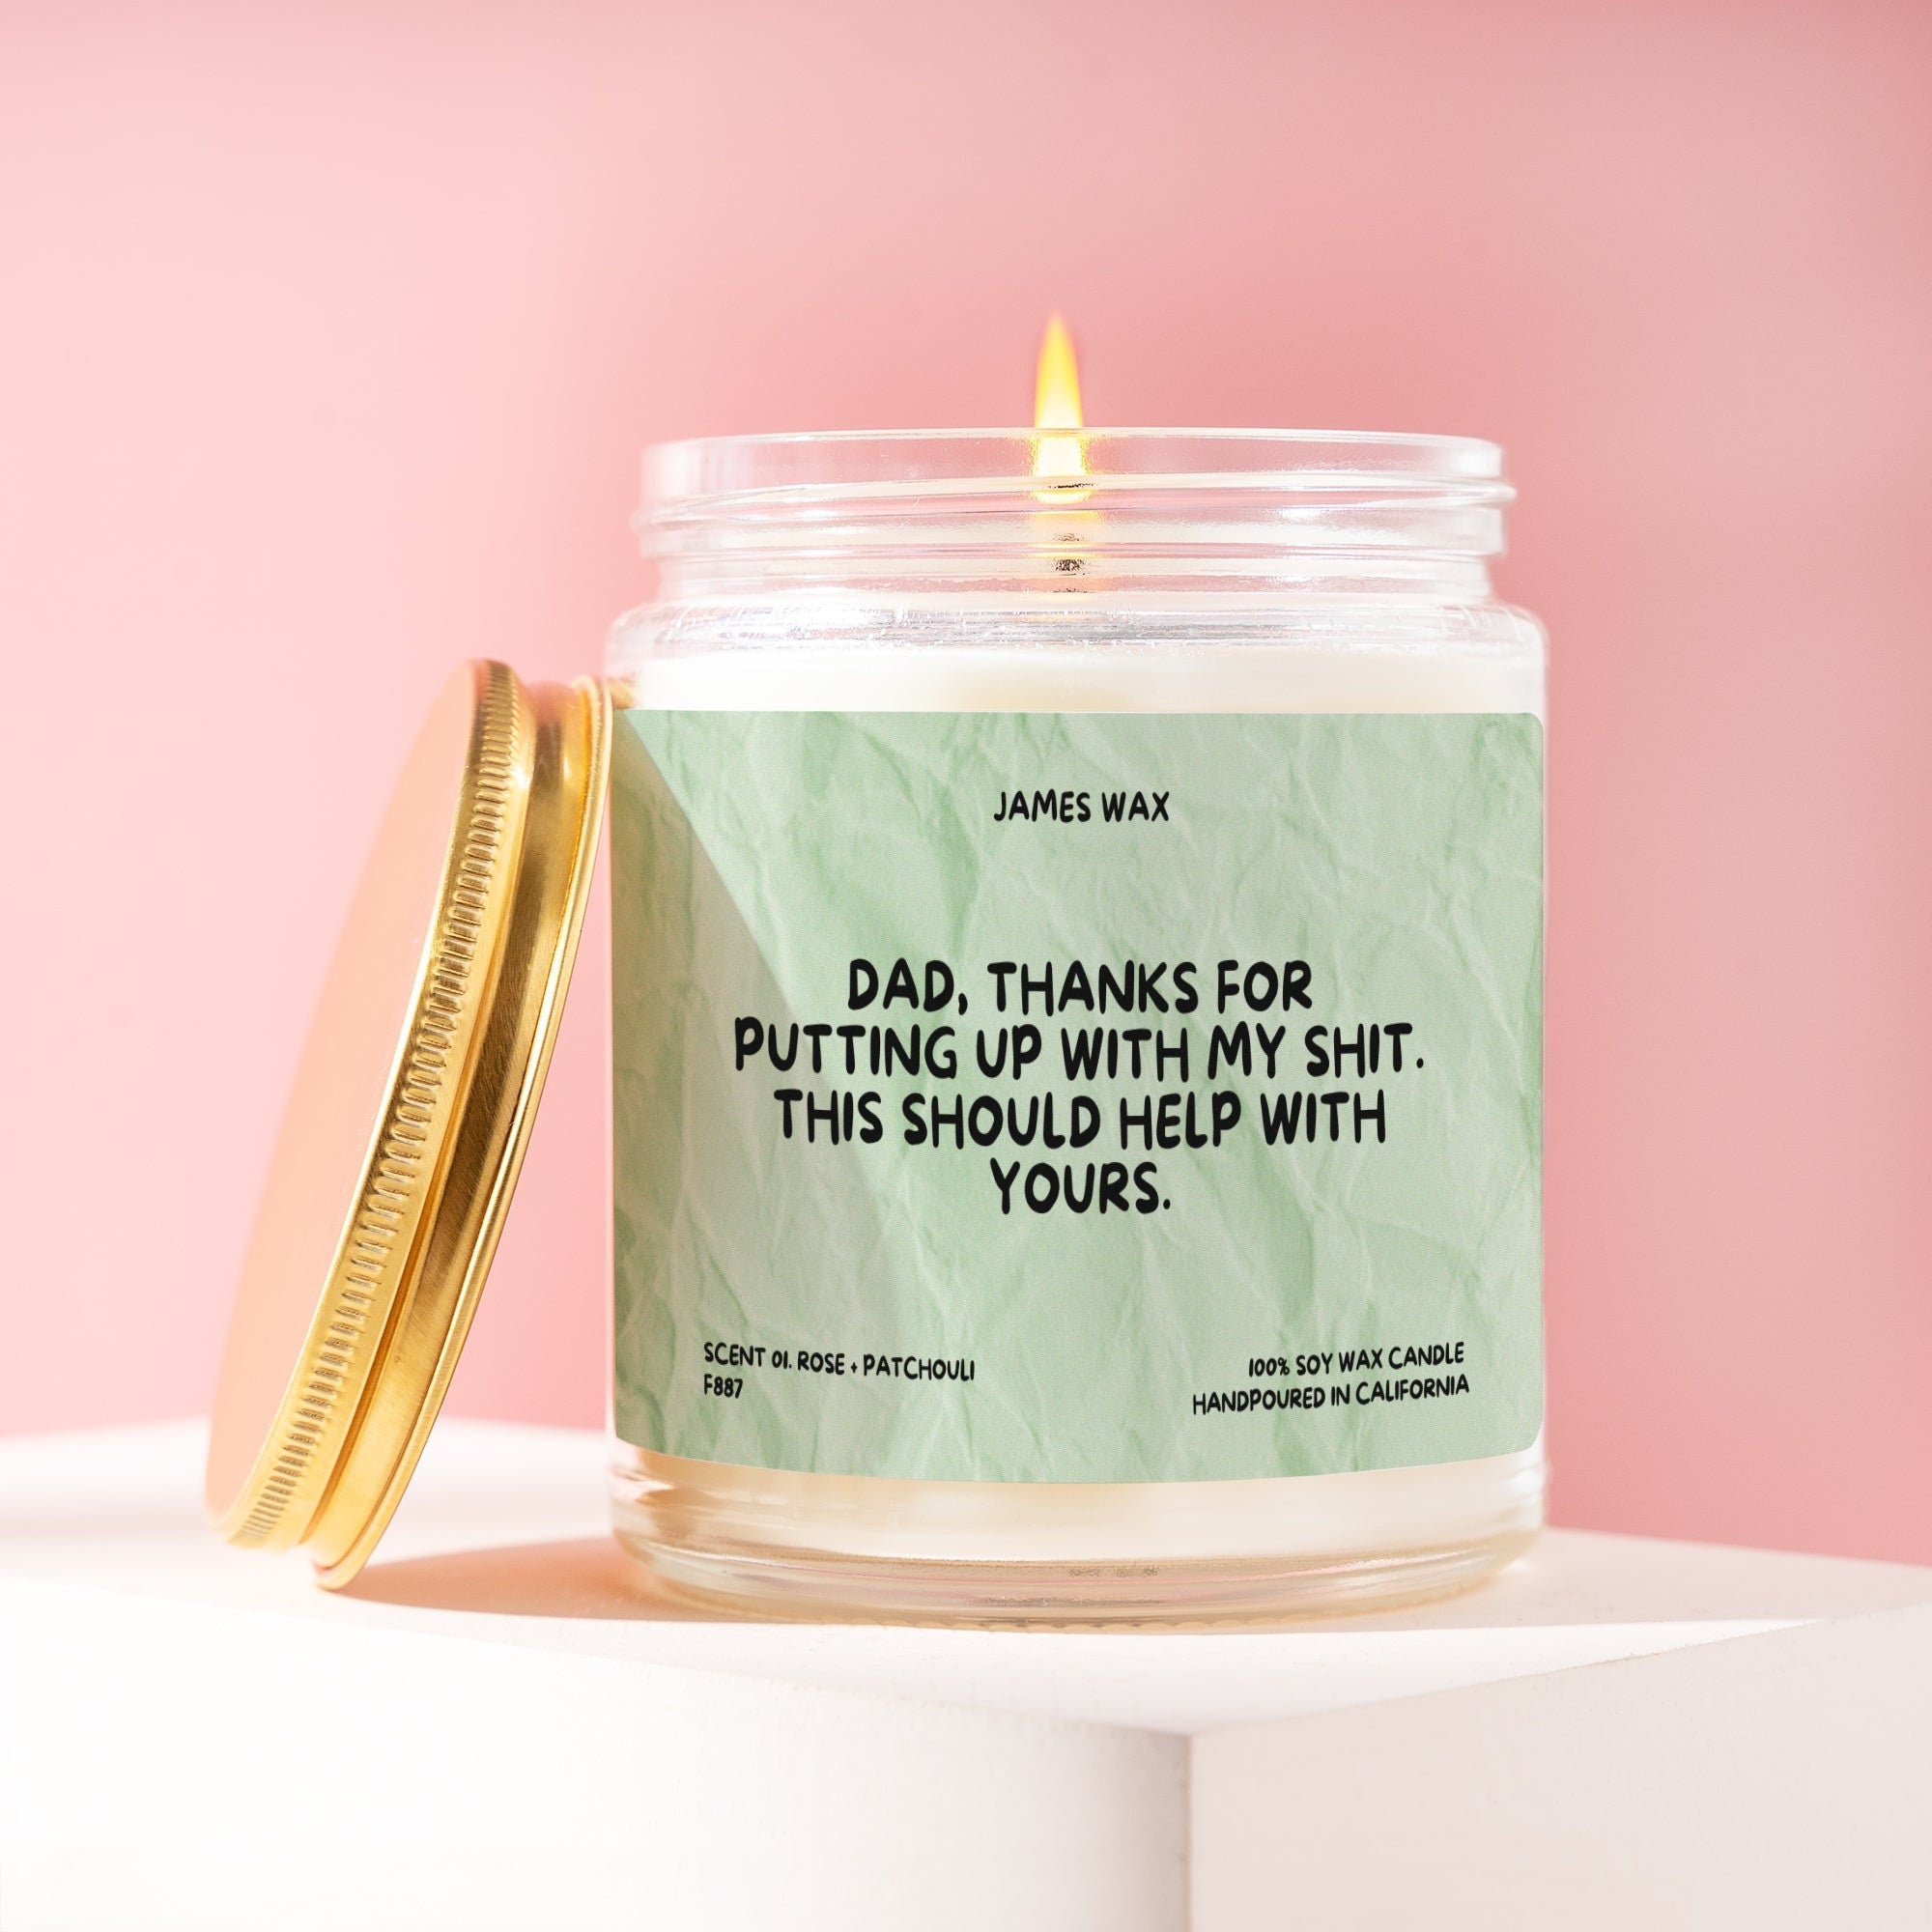 JAMES WAX
DAD, THANKS FOR
PUTTING UP WITH MY SHIT.
THIS SHOULD HELP WITH
YOURS.
SCENT 01. ROSE + PATCHOULI
F887
100% SOY WAX CANDLE
HANDPOURED IN CALIFORNIA